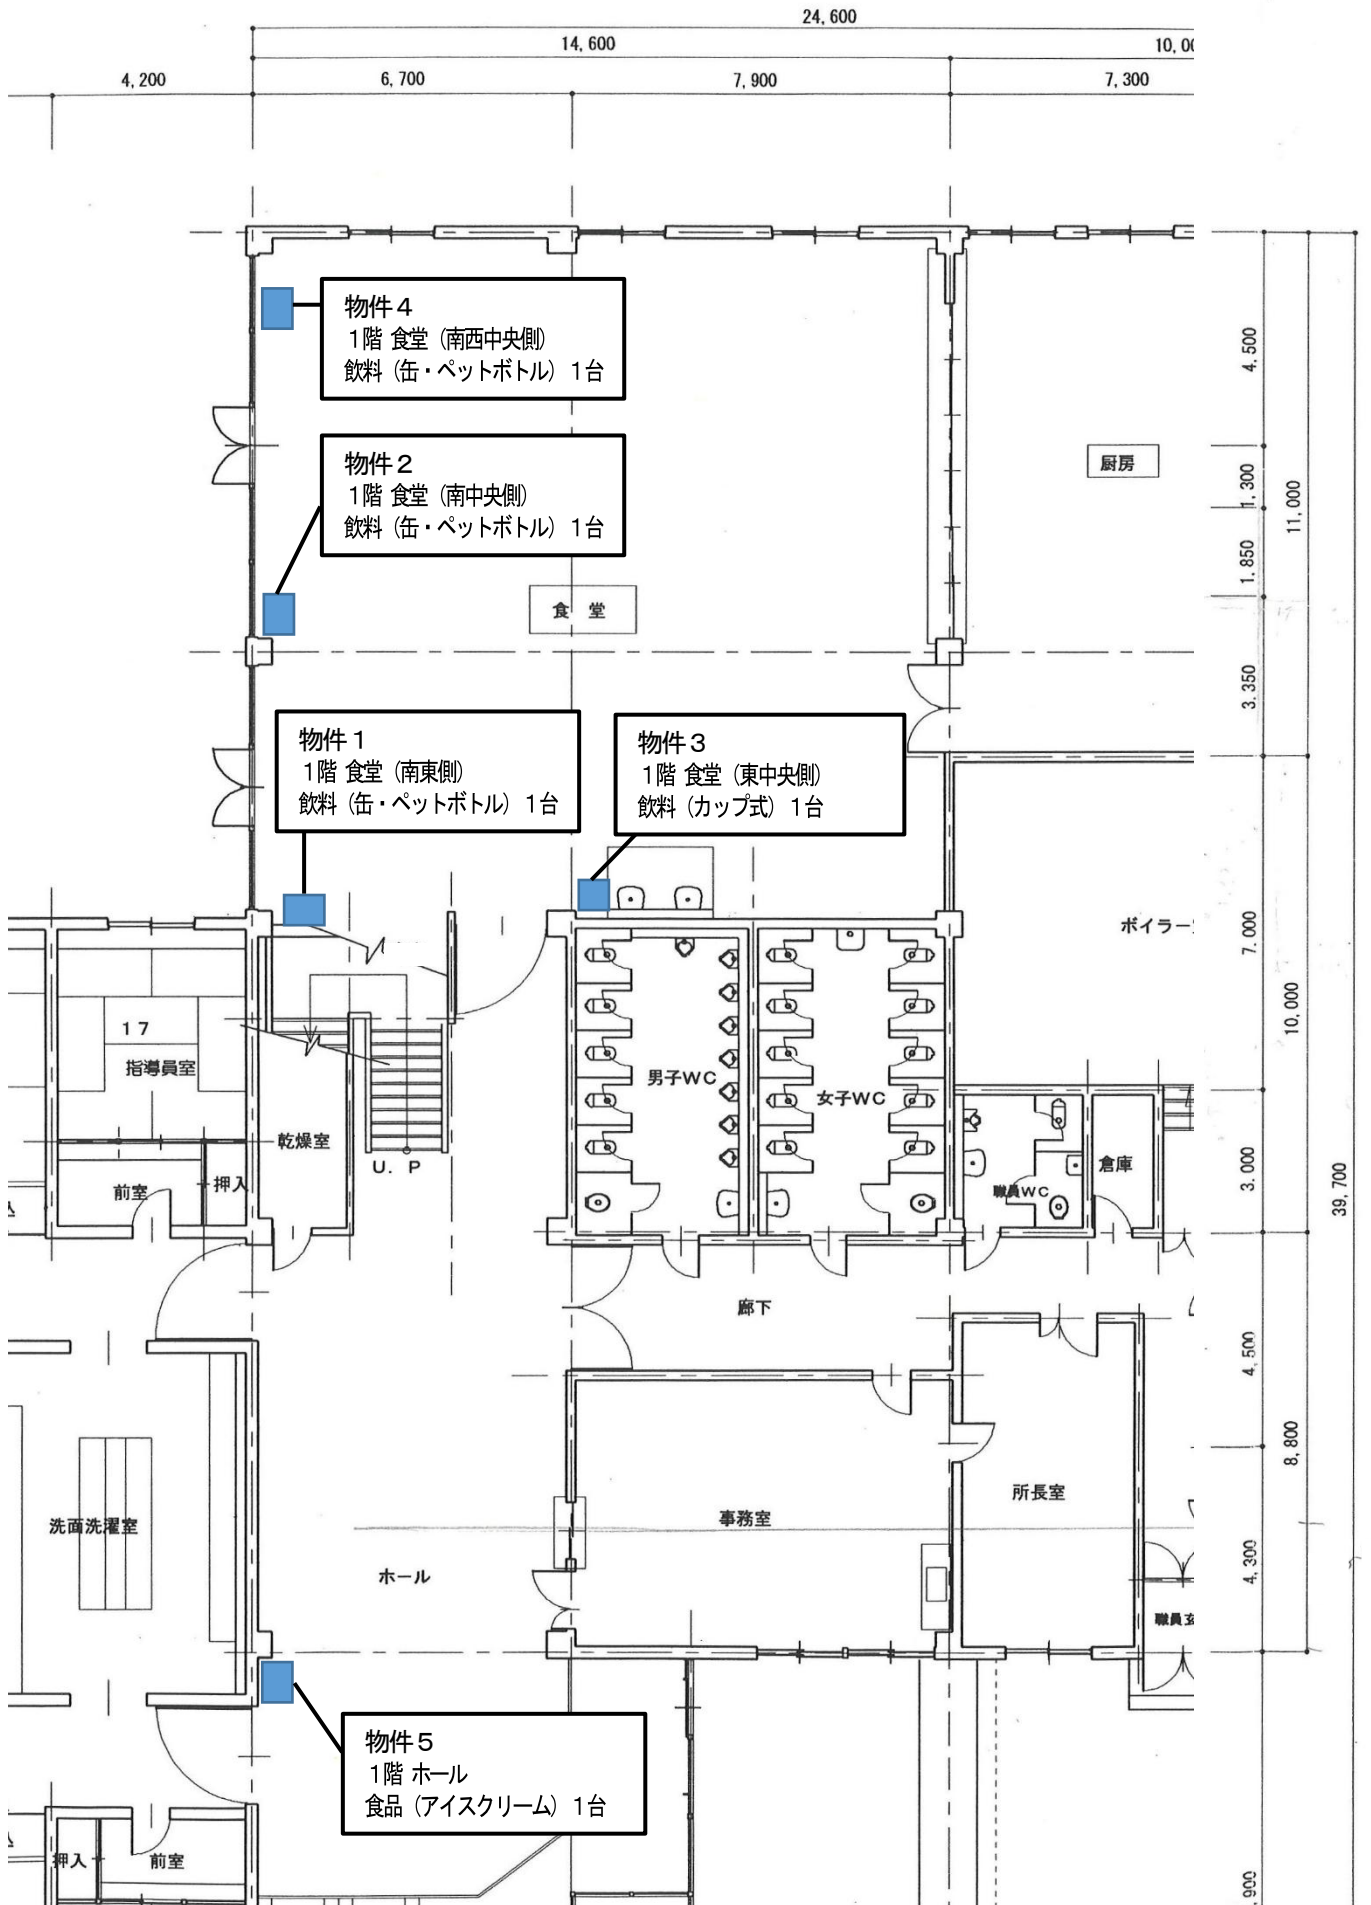 24,600
14,600
10,00
4,200
6,700
7,900
7,300
物件4
1階 食堂（南西中央側）
飲料（缶・ペットボトル）1台
物件2
1階 食堂（南中央側）
飲料（缶・ペットボトル）1台
厨房
食 堂
物件1
1階 食堂（南東側）
飲料（缶・ペットボトル）1台
物件3
1階 食堂（東中央側）
飲料（カップ式）1台
4,500
1,300
11,000
1.850
3.350
ボイラー
7.000
10,000
17
指導員室
男子WC
女子WC
乾燥室
U. P
前室
押入
職員WC
倉庫
3.000
39,700
廊下
4,500
8,800
所長室
洗面洗濯室
事務室
ホール
4,300
職員玄
物件5
1階 ホール
食品（アイスクリーム）1台
押入
前室
,900